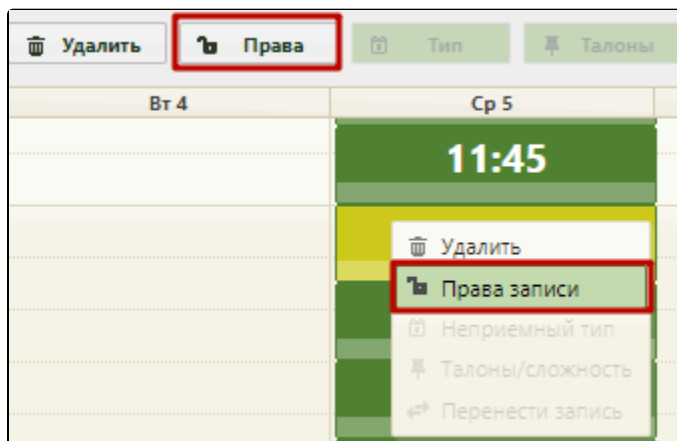 Удалить Права Тип Талоны
Вт 4 Ср 5
11:45
Удалить
Права записи
Неприемный тип
Талоны/сложность
Перенести запись